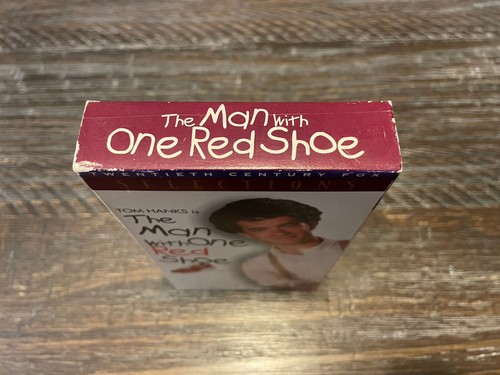 The Man With
One Red Shoe
TWENTIETH CENTURY FOX
SELECTIONS
TOM HANKS is
The
Man
With One
Red
Shoe